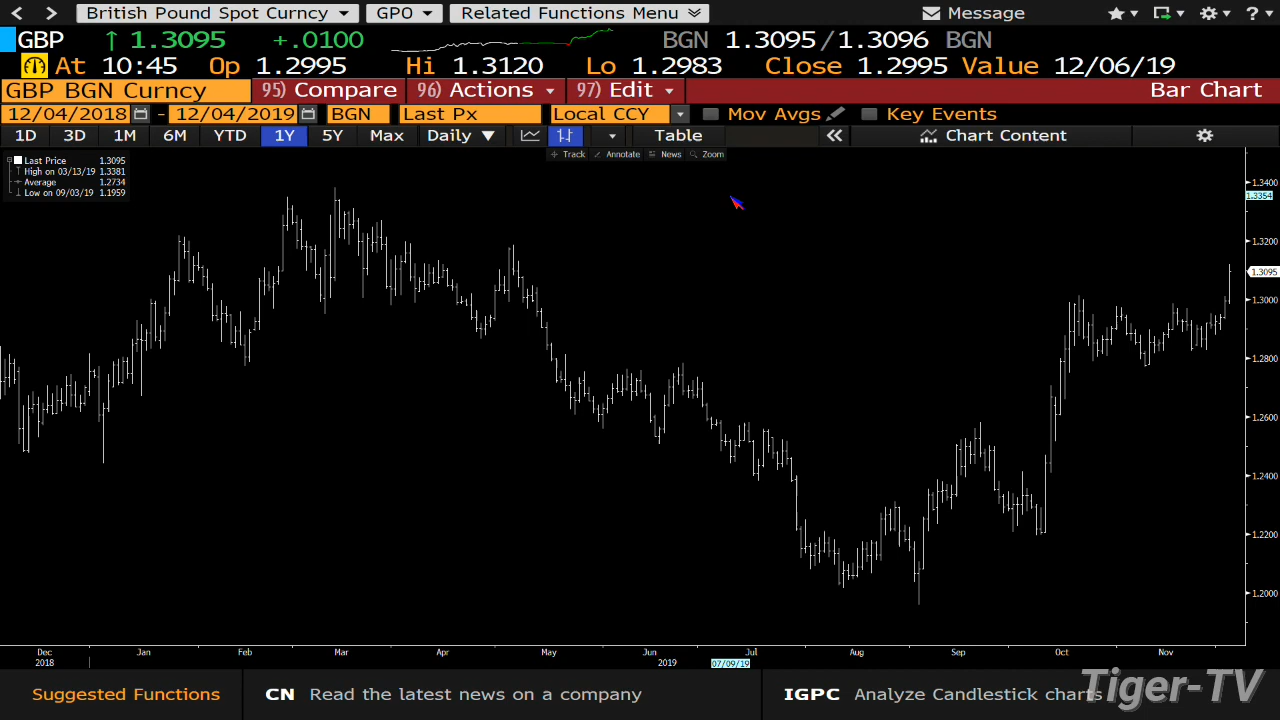 British Pound Spot Curncy GPO Related Functions Menu Message ?
GBP ↑ 1.3095 +.0100 BGN 1.3095/1.3096 BGN
At 10:45 Op 1.2995 Hi 1.3120 Lo 1.2983 Close 1.2995 Value 12/06/19
GBP BGN Curncy 95) Compare 96) Actions 97) Edit Bar Chart
12/04/2018 - 12/04/2019 BGN Last Px Local CCY Mov Avgs Key Events
1D 3D 1M 6M YTD 1Y 5Y Max Daily ▼ Table Chart Content
Track Annotate News Zoom
Last Price 1.3095
High on 03/13/19 1.3381
Average 1.2734
Low on 09/03/19 1.1959
1.3400
1.3354
1.3200
1.3095
1.3000
1.2800
1.2600
1.2400
1.2200
1.2000
Dec Jan Feb Mar Apr May Jun Jul Aug Sep Oct Nov
2018 2019 07/09/19
Suggested Functions CN Read the latest news on a company IGPC Analyze Candlestick charts
Tiger-TV